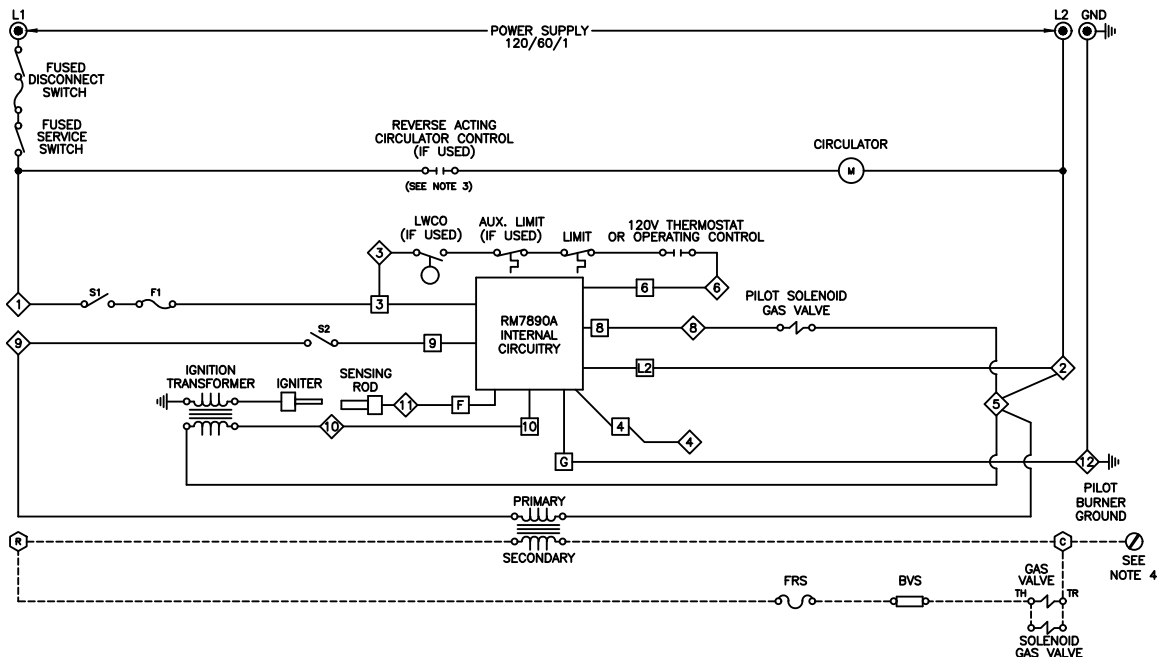 L1
L2 GND
POWER SUPPLY
120/60/1
FUSED
DISCONNECT
SWITCH
FUSED
SERVICE
SWITCH
REVERSE ACTING
CIRCULATOR CONTROL
(IF USED)
(SEE NOTE 3)
CIRCULATOR
M
LWCO
(IF USED)
AUX. LIMIT
(IF USED)
LIMIT
120V THERMOSTAT
OR OPERATING CONTROL
3
1
S1
F1
3
6
6
RM7890A
INTERNAL
CIRCUITRY
8
8
PILOT SOLENOID
GAS VALVE
9
S2
9
L2
2
IGNITION
TRANSFORMER
IGNITER
SENSING
ROD
11
F
5
10
10
4
4
G
12
PILOT
BURNER
GROUND
PRIMARY
SECONDARY
R
C
SEE
NOTE 4
FRS
BVS
GAS
VALVE
TH
TR
SOLENOID
GAS VALVE